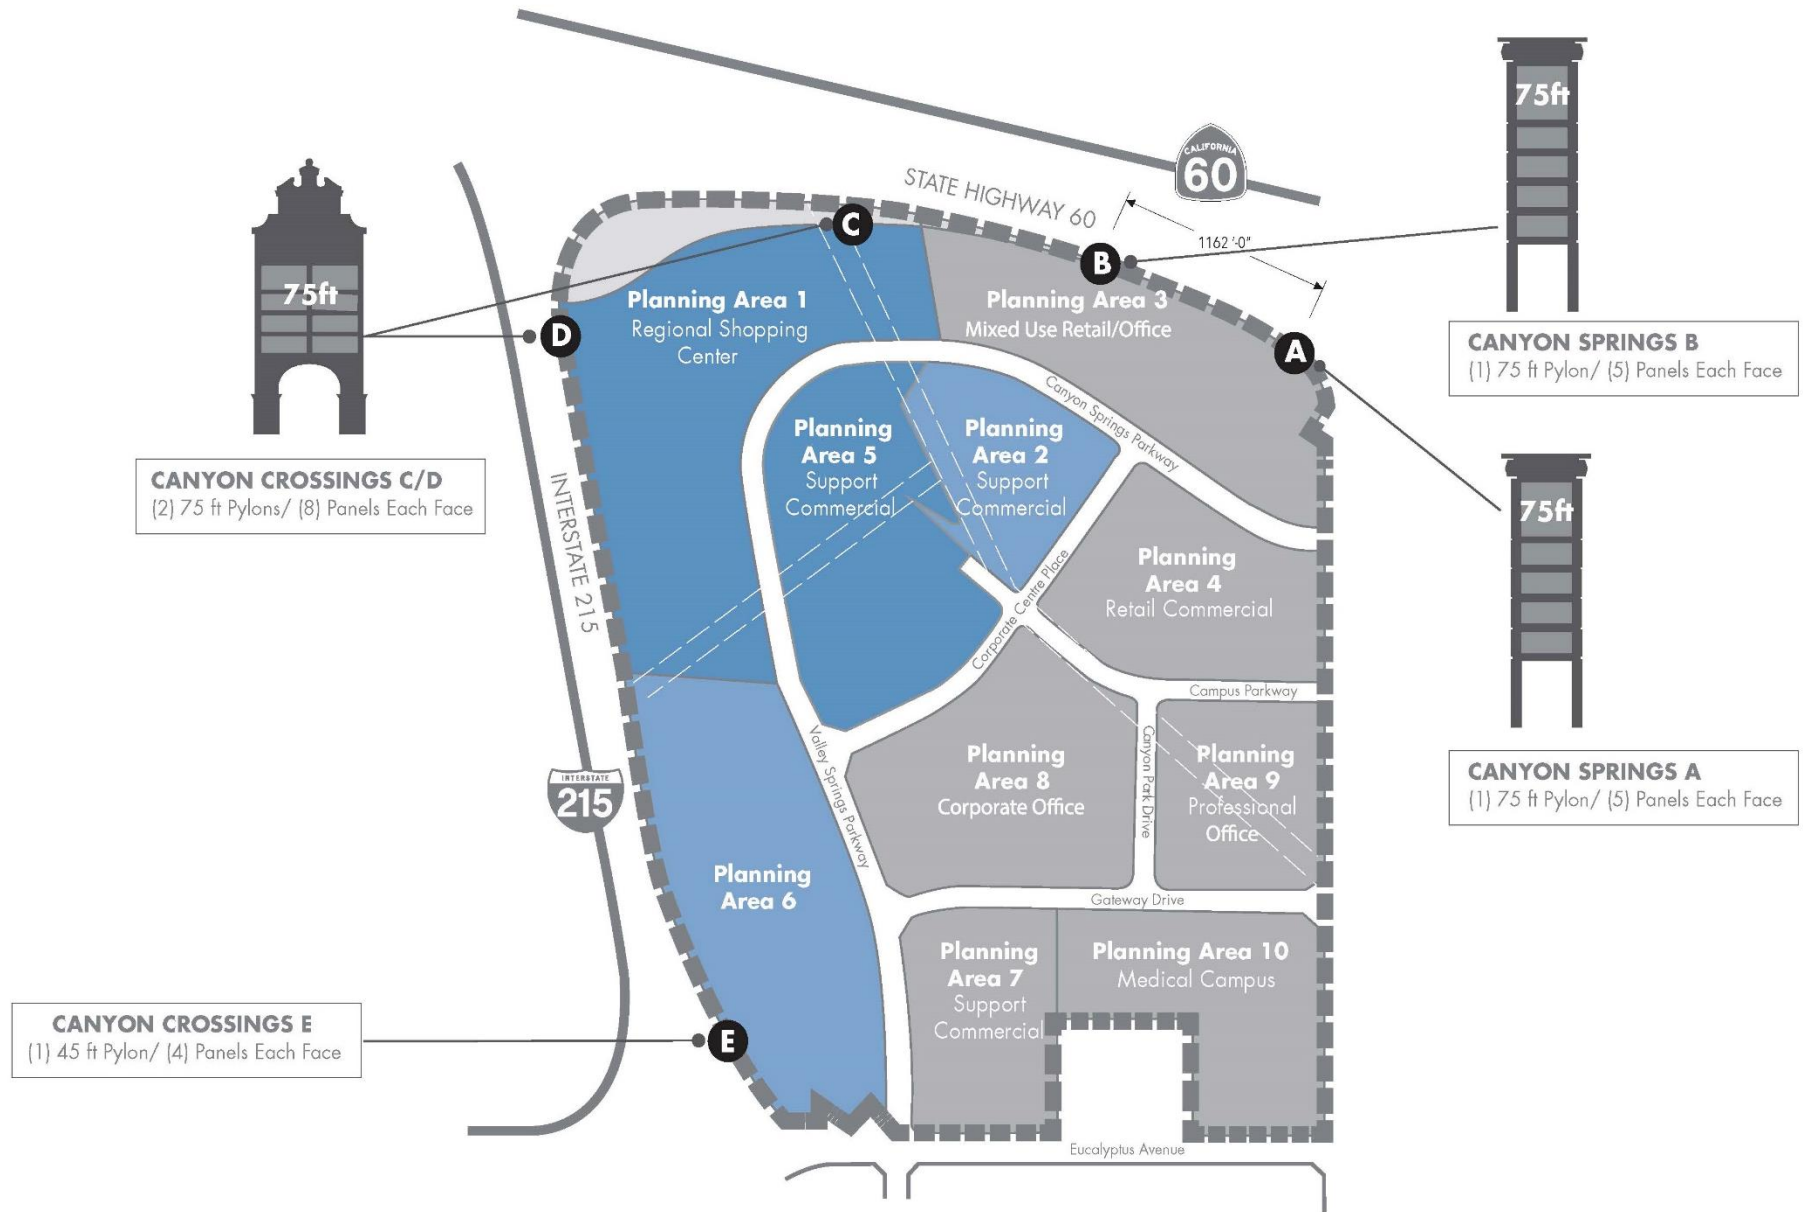 CALIFORNIA
60
STATE HIGHWAY 60
1162 '-0"
75ft
CANYON SPRINGS B
(1) 75 ft Pylon/ (5) Panels Each Face
75ft
CANYON SPRINGS A
(1) 75 ft Pylon/ (5) Panels Each Face
75ft
CANYON CROSSINGS C/D
(2) 75 ft Pylons/ (8) Panels Each Face
C
B
A
D
E
INTERSTATE 215
INTERSTATE
215
CANYON CROSSINGS E
(1) 45 ft Pylon/ (4) Panels Each Face
Planning Area 1
Regional Shopping
Center
Planning Area 3
Mixed Use Retail/Office
Canyon Springs Parkway
Planning
Area 5
Support
Commercial
Planning
Area 2
Support
Commercial
Corporate Centre Place
Planning
Area 4
Retail Commercial
Campus Parkway
Valley Springs Parkway
Planning
Area 8
Corporate Office
Canyon Park Drive
Planning
Area 9
Professional
Office
Planning
Area 6
Gateway Drive
Planning
Area 7
Support
Commercial
Planning Area 10
Medical Campus
Eucalyptus Avenue